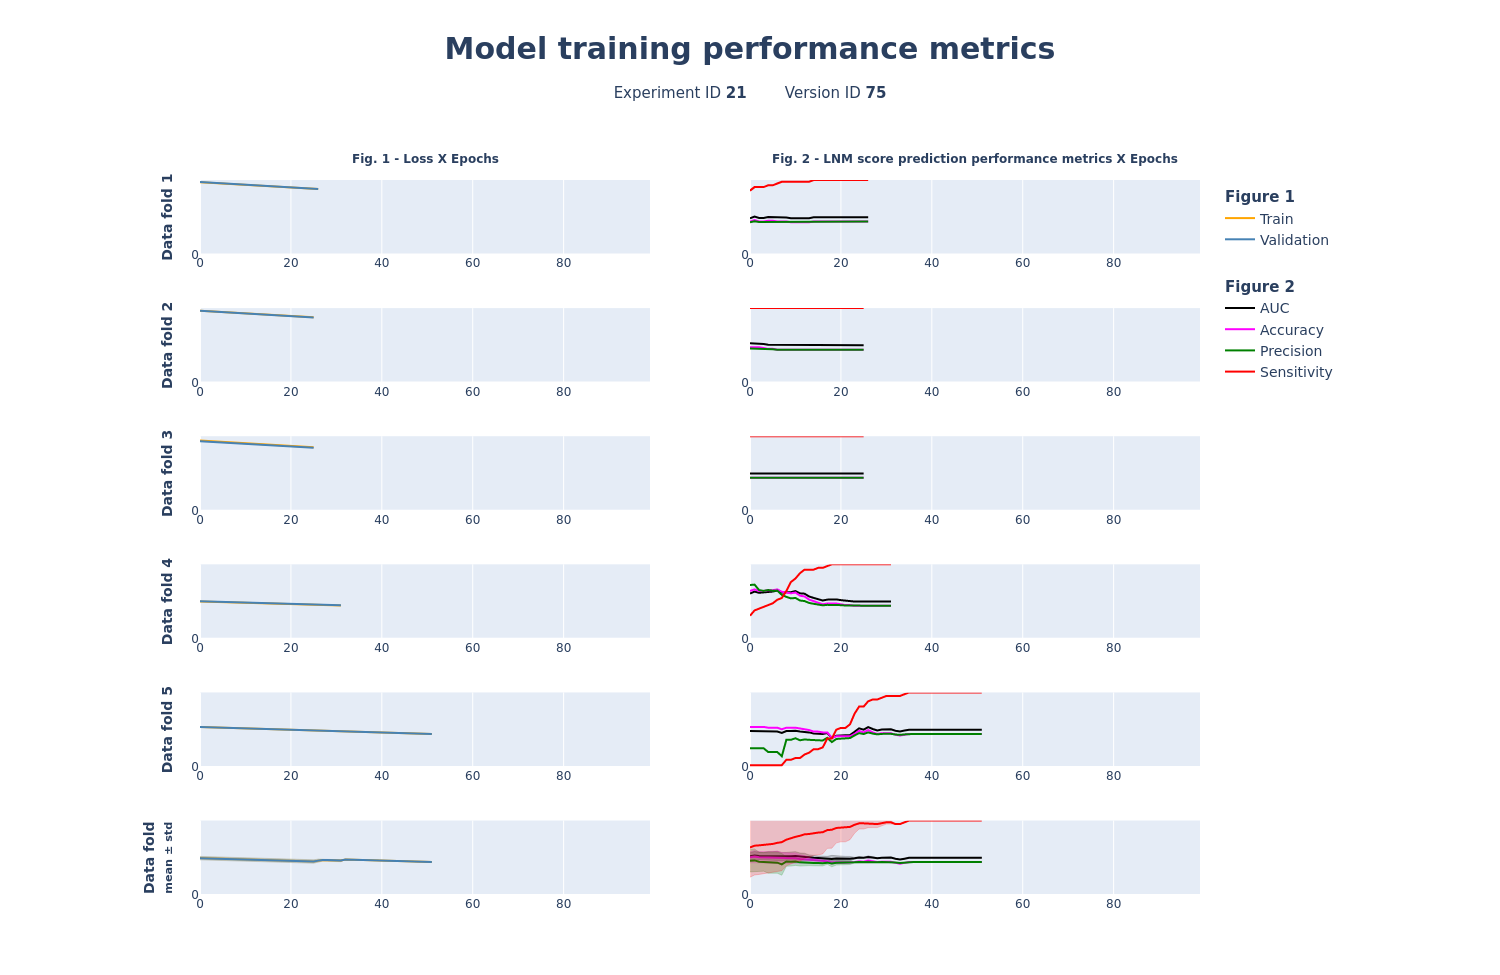 Model training performance metrics
Experiment ID 21 Version ID 75
Fig. 1 - Loss X Epochs
Fig. 2 - LNM score prediction performance metrics X Epochs
Data fold 1
0
0 20 40 60 80
0
0 20 40 60 80
Figure 1
Train
Validation
Figure 2
AUC
Accuracy
Precision
Sensitivity
Data fold 2
0
0 20 40 60 80
0
0 20 40 60 80
Data fold 3
0
0 20 40 60 80
0
0 20 40 60 80
Data fold 4
0
0 20 40 60 80
0
0 20 40 60 80
Data fold 5
0
0 20 40 60 80
0
0 20 40 60 80
Data fold
mean ± std
0
0 20 40 60 80
0
0 20 40 60 80